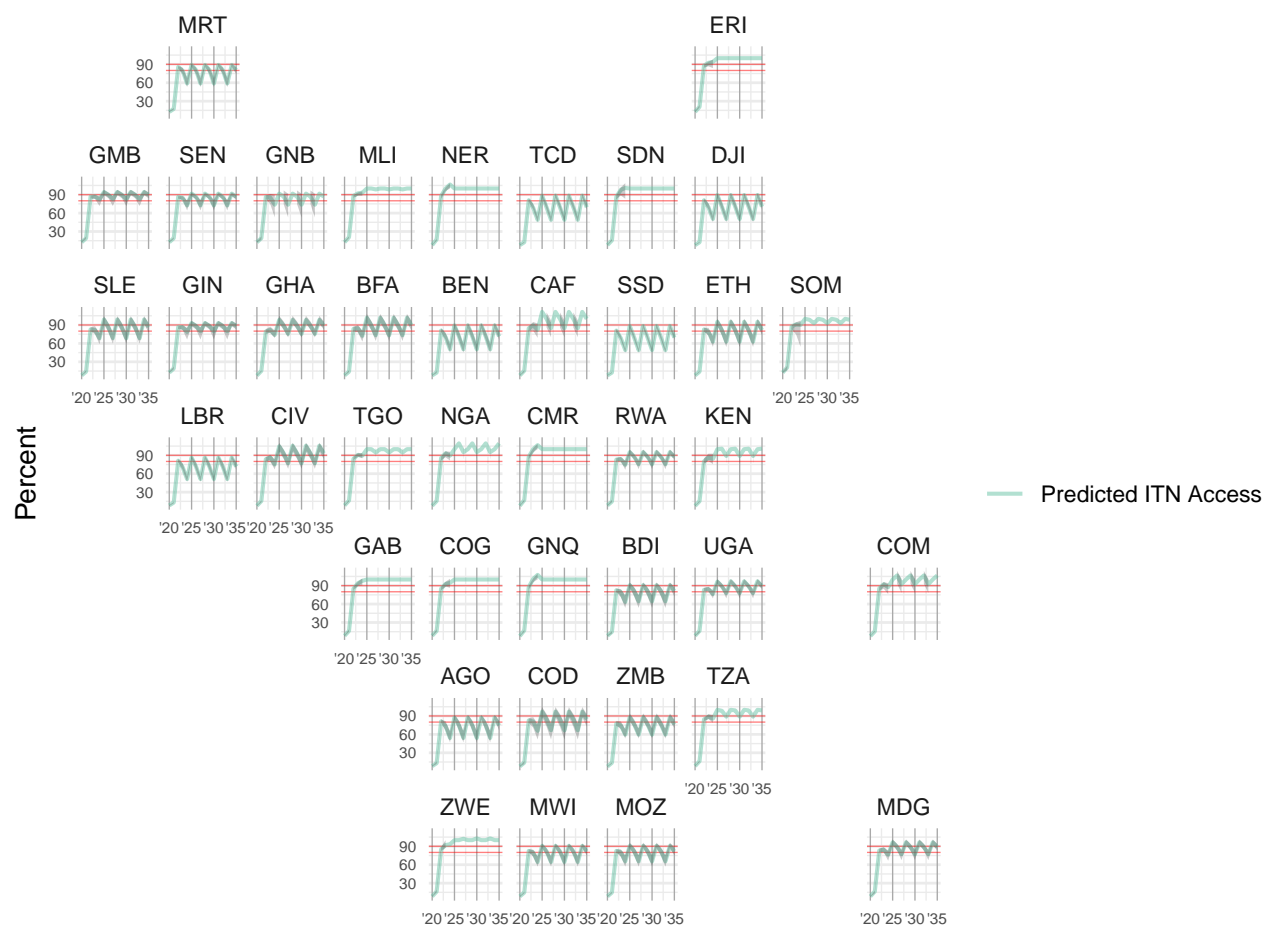 MRT ERI
90
60
30
GMB SEN GNB MLI NER TCD SDN DJI
90
60
30
SLE GIN GHA BFA BEN CAF SSD ETH SOM
90
60
30
'20 '25 '30 '35 '20 '25 '30 '35
LBR CIV TGO NGA CMR RWA KEN
90
60
30
Percent
Predicted ITN Access
'20 '25 '30 '35 '20 '25 '30 '35
GAB COG GNQ BDI UGA COM
90
60
30
'20 '25 '30 '35
AGO COD ZMB TZA
90
60
30
'20 '25 '30 '35
ZWE MWI MOZ MDG
90
60
30
'20 '25 '30 '35 '20 '25 '30 '35 '20 '25 '30 '35 '20 '25 '30 '35